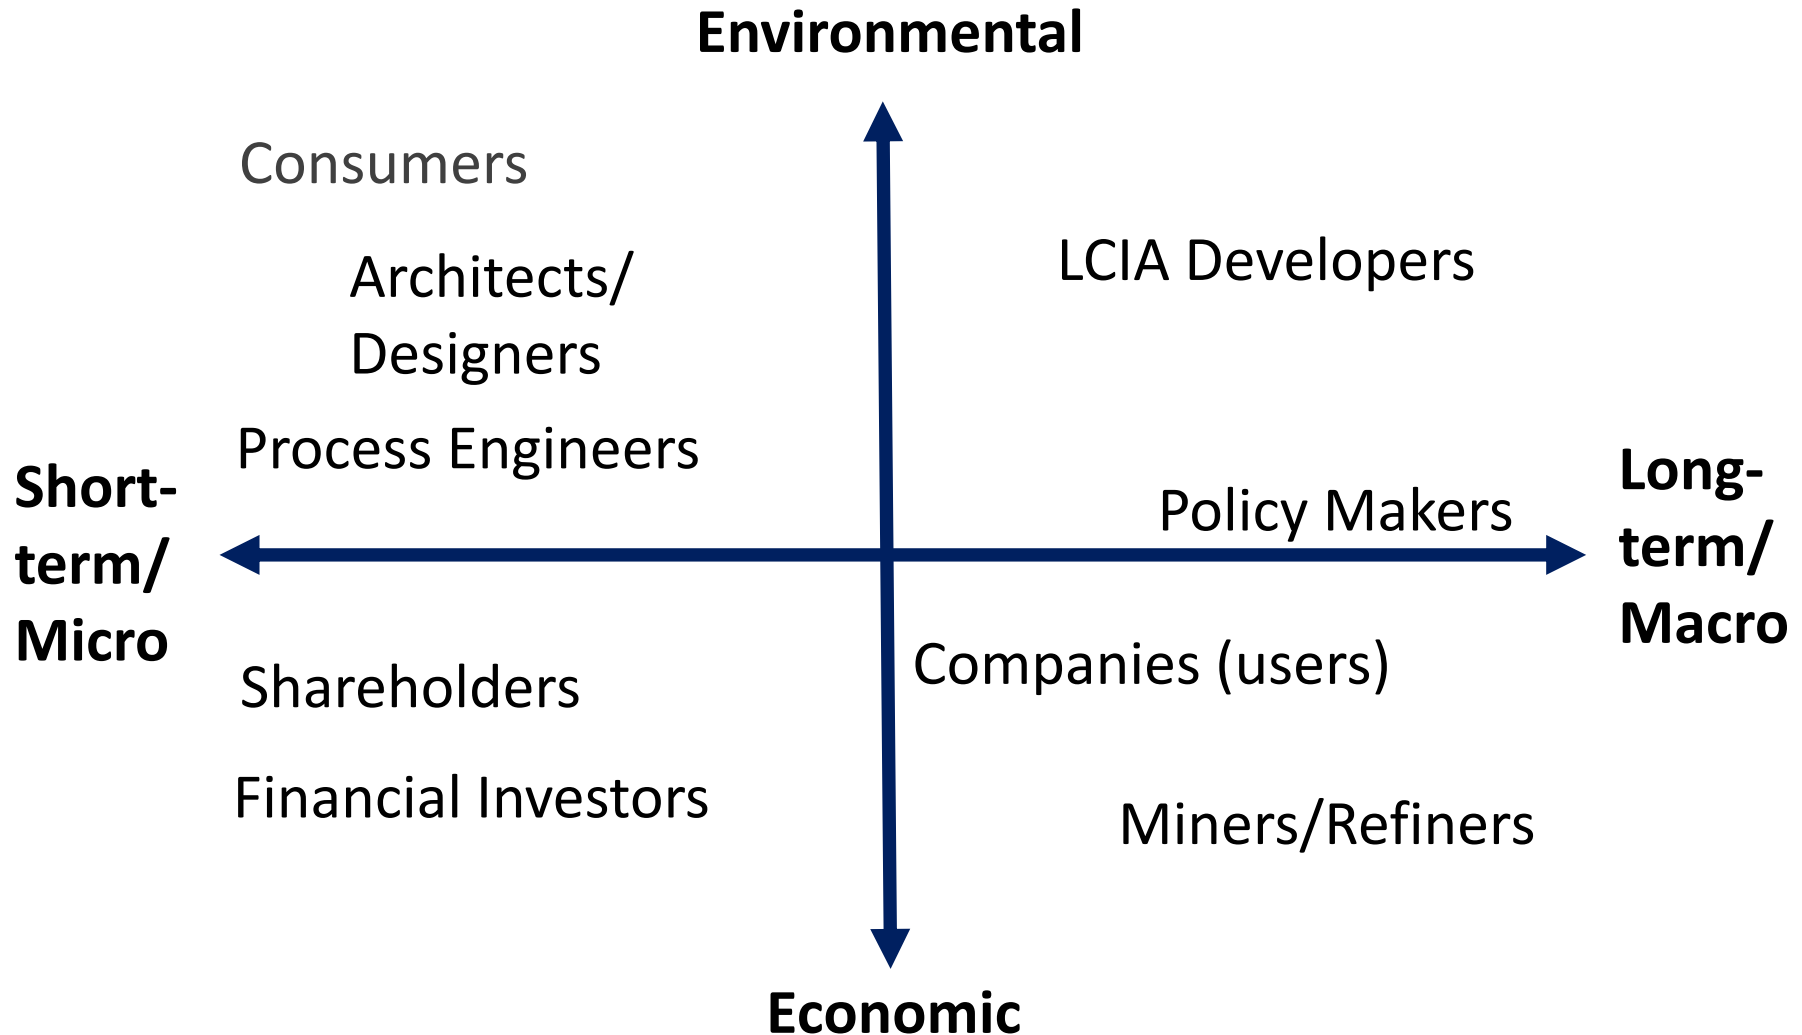 Environmental
Consumers
Architects/
Designers
LCIA Developers
Process Engineers
Short-
term/
Micro
Policy Makers
Long-
term/
Macro
Shareholders
Companies (users)
Financial Investors
Miners/Refiners
Economic